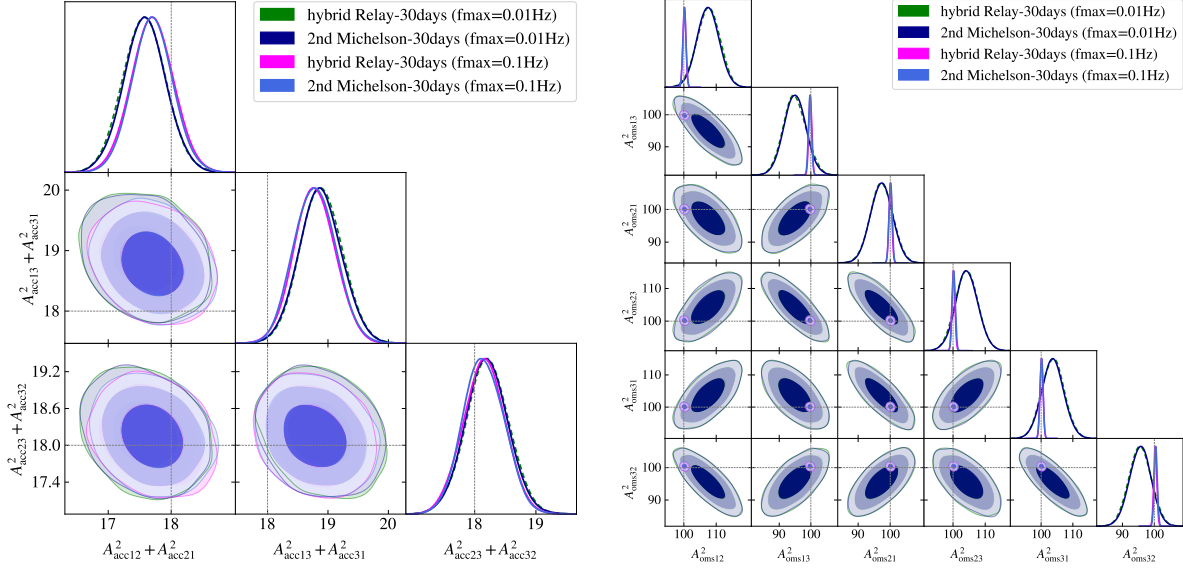 hybrid Relay-30days (fmax=0.01Hz)
2nd Michelson-30days (fmax=0.01Hz)
hybrid Relay-30days (fmax=0.1Hz)
2nd Michelson-30days (fmax=0.1Hz)
20
19
18
A²acc13 + A²acc31
19.2
18.6
18.0
17.4
A²acc23 + A²acc32
17 18
18 19 20
18 19
A²acc12 + A²acc21
A²acc13 + A²acc31
A²acc23 + A²acc32
hybrid Relay-30days (fmax=0.01Hz)
2nd Michelson-30days (fmax=0.01Hz)
hybrid Relay-30days (fmax=0.1Hz)
2nd Michelson-30days (fmax=0.1Hz)
100
90
A²oms13
100
90
A²oms21
110
100
A²oms23
110
100
A²oms31
100
90
A²oms32
100 110
90 100
90 100
100 110
100 110
90 100
A²oms12
A²oms13
A²oms21
A²oms23
A²oms31
A²oms32